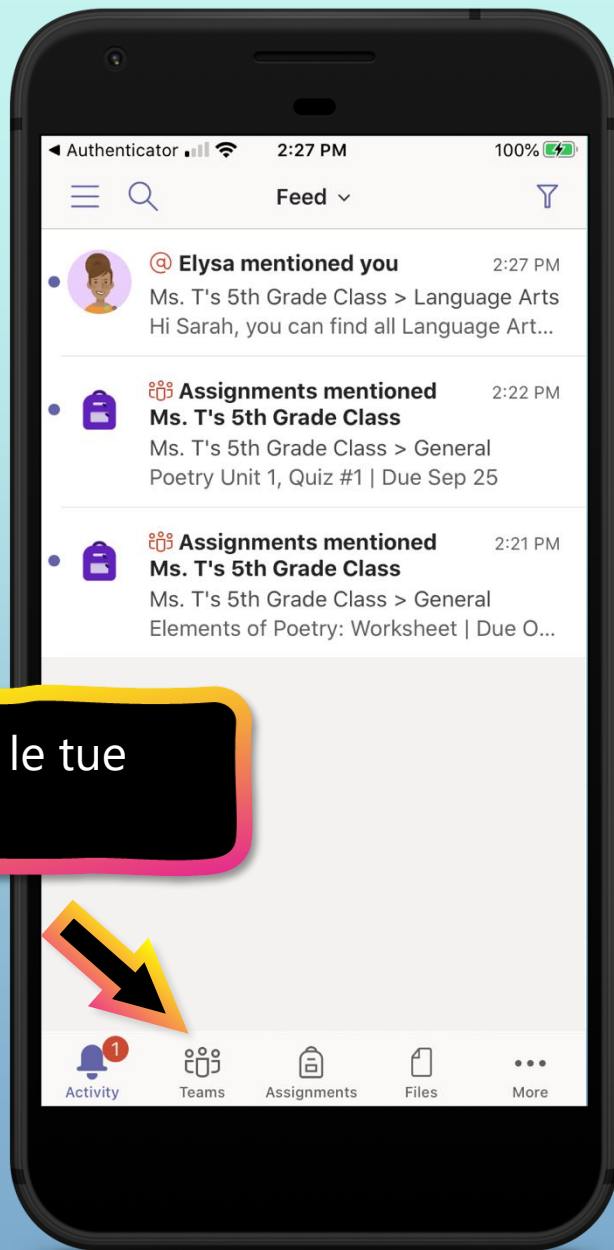 Authenticator 2:27 PM 100%
Feed
Elysa mentioned you 2:27 PM
Ms. T's 5th Grade Class > Language Arts
Hi Sarah, you can find all Language Art...
Assignments mentioned 2:22 PM
Ms. T's 5th Grade Class
Ms. T's 5th Grade Class > General
Poetry Unit 1, Quiz #1 | Due Sep 25
Assignments mentioned 2:21 PM
Ms. T's 5th Grade Class
Ms. T's 5th Grade Class > General
Elements of Poetry: Worksheet | Due O...
le tue
1
Activity Teams Assignments Files More